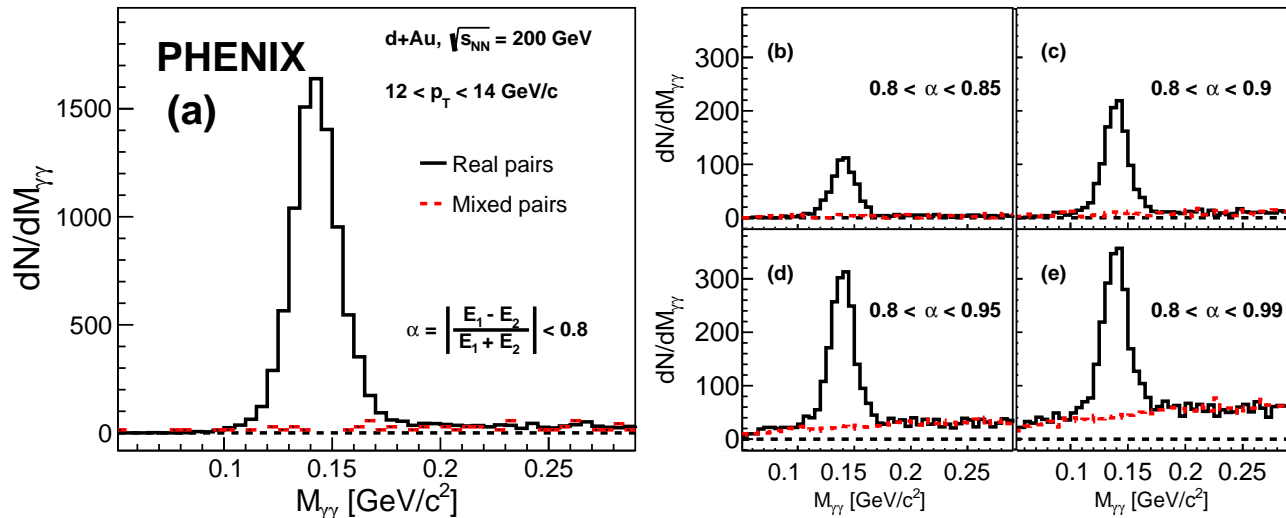 PHENIX
(a)
d+Au, √s_NN = 200 GeV
12 < p_T < 14 GeV/c
Real pairs
Mixed pairs
α = | E_1 - E_2 / E_1 + E_2 | < 0.8
dN/dM_γγ
1500
1000
500
0
0.1
0.15
0.2
0.25
M_γγ [GeV/c²]
(b)
0.8 < α < 0.85
dN/dM_γγ
300
200
100
0
(c)
0.8 < α < 0.9
(d)
0.8 < α < 0.95
dN/dM_γγ
300
200
100
0
0.1
0.15
0.2
0.25
M_γγ [GeV/c²]
(e)
0.8 < α < 0.99
0.1
0.15
0.2
0.25
M_γγ [GeV/c²]